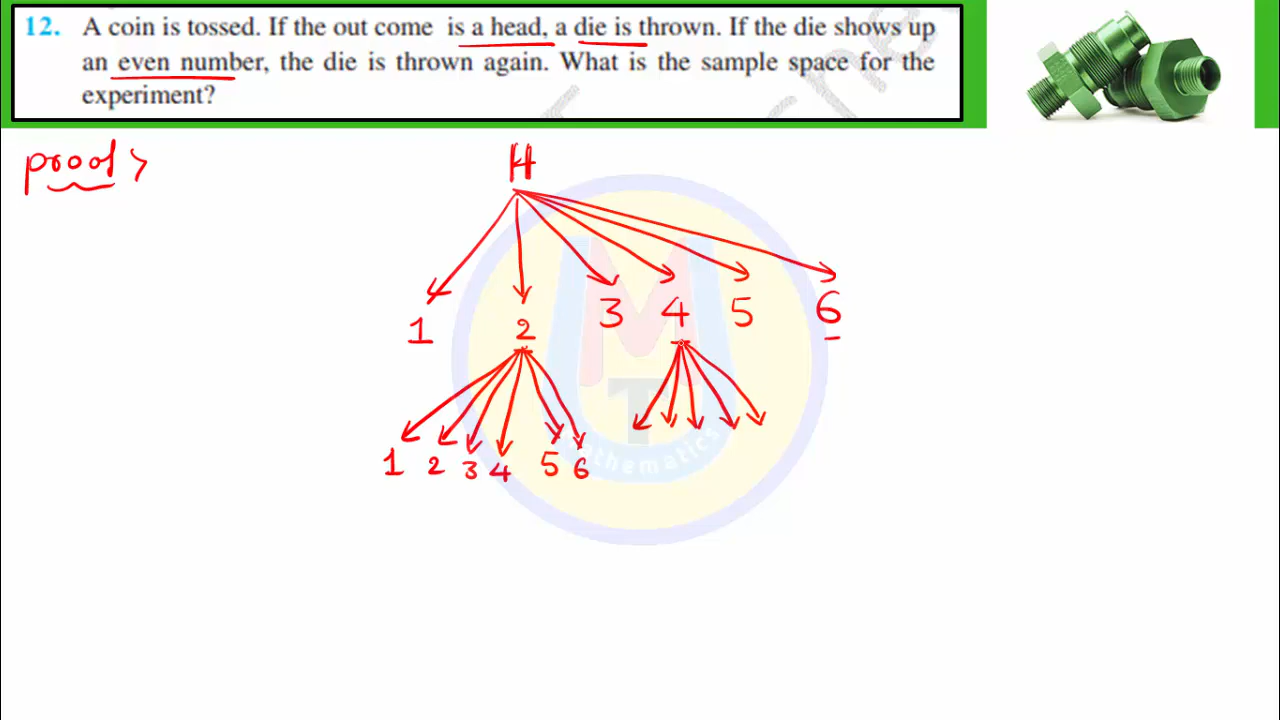 12. A coin is tossed. If the out come is a head, a die is thrown. If the die shows up
an even number, the die is thrown again. What is the sample space for the
experiment?
proof >
H
1 2 3 4 5 6
1 2 3 4 5 6
M
T
Mathematics